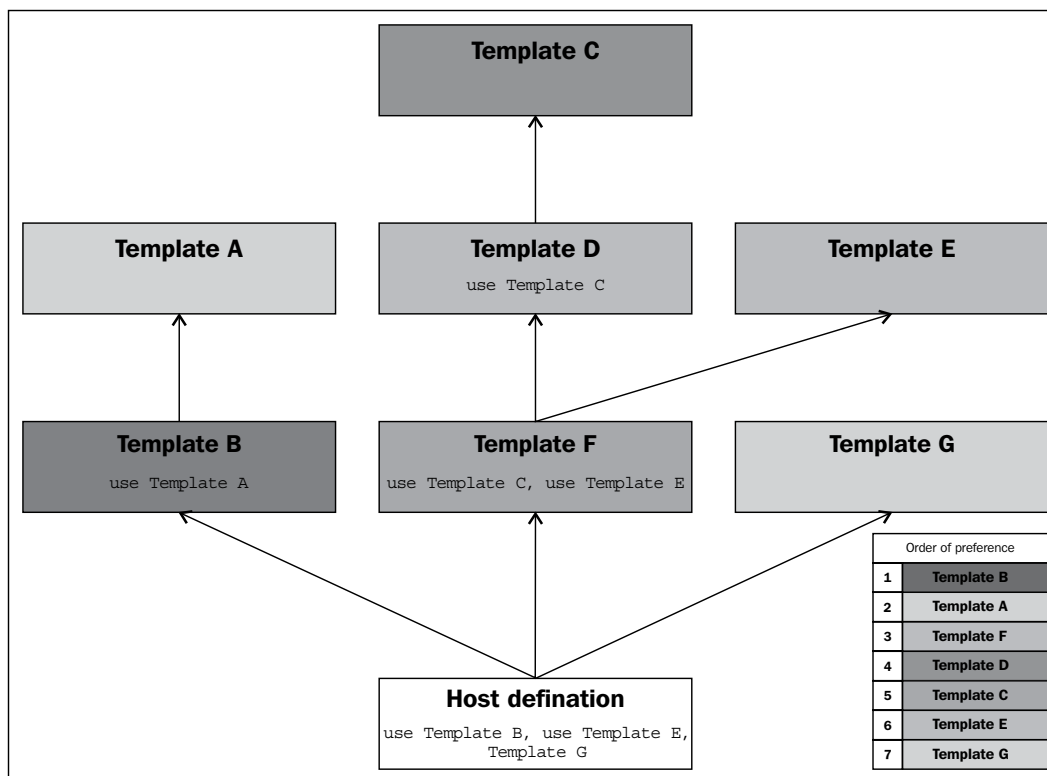 Template C
Template A
Template D
use Template C
Template E
Template B
use Template A
Template F
use Template C, use Template E
Template G
Host defination
use Template B, use Template E,
Template G
Order of preference
1 Template B
2 Template A
3 Template F
4 Template D
5 Template C
6 Template E
7 Template G